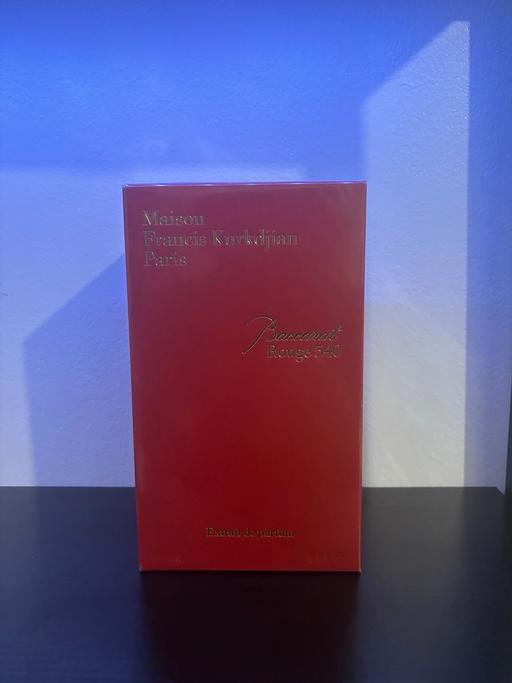 Maison
Francis Kurkdjian
Paris
Baccarat
Rouge 540
Extrait de parfum